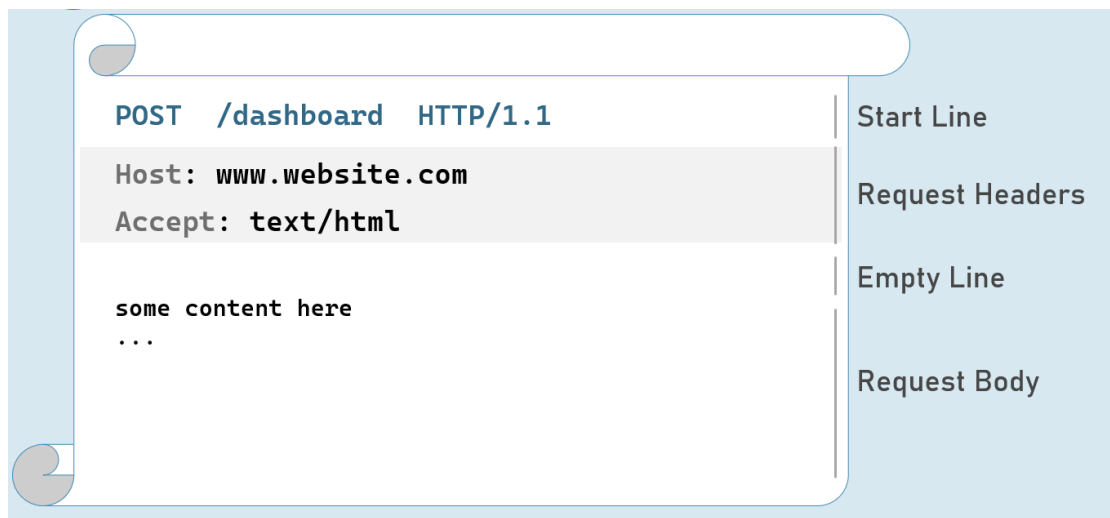 POST /dashboard HTTP/1.1
Start Line
Host: www.website.com
Accept: text/html
Request Headers
Empty Line
some content here
...
Request Body